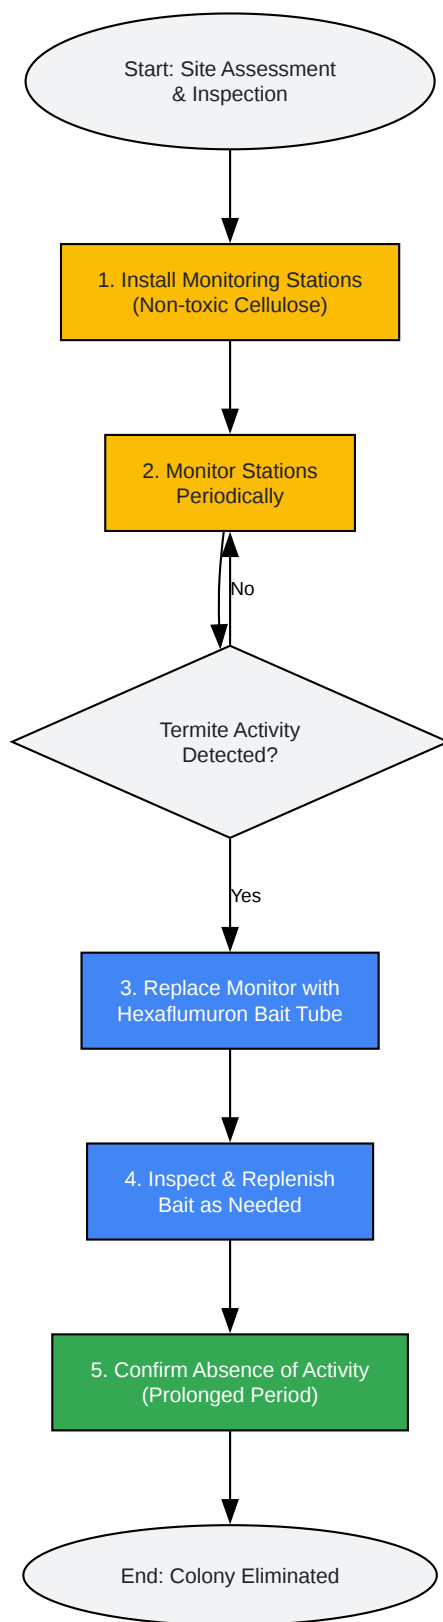 Start: Site Assessment
& Inspection
1. Install Monitoring Stations
(Non-toxic Cellulose)
2. Monitor Stations
Periodically
No
Termite Activity
Detected?
Yes
3. Replace Monitor with
Hexaflumuron Bait Tube
4. Inspect & Replenish
Bait as Needed
5. Confirm Absence of Activity
(Prolonged Period)
End: Colony Eliminated